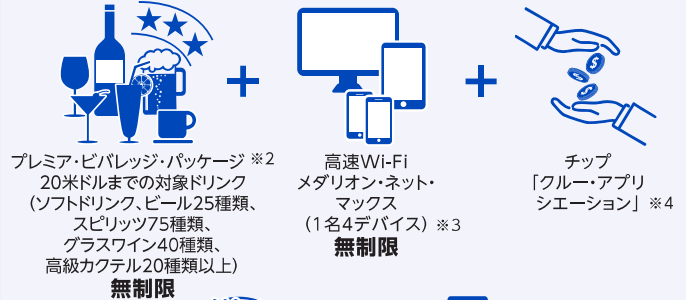 プレミア・ビバレッジ・パッケージ ※2
20米ドルまでの対象ドリンク
(ソフトドリンク、ビール25種類、
スピリッツ75種類、
グラスワイン40種類、
高級カクテル20種類以上)
無制限
+
高速Wi-Fi
メダリオン・ネット・
マックス
(1名4デバイス) ※3
無制限
+
チップ
「クルー・アプリ
シエーション」 ※4